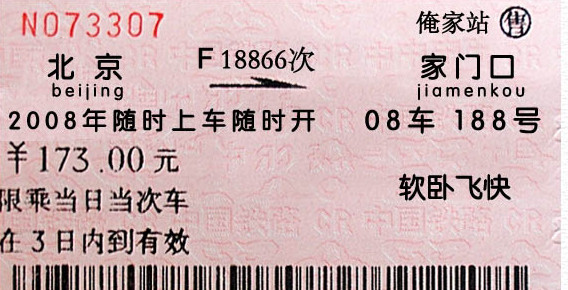 N073307 俺家站 售
北京 F18866次 家门口
beijing jiamenkou
2008年随时上车随时开 08车 188号
￥173.00元
软卧飞快
限乘当日当次车
在3日内到有效
中国铁路 CR 中国铁路